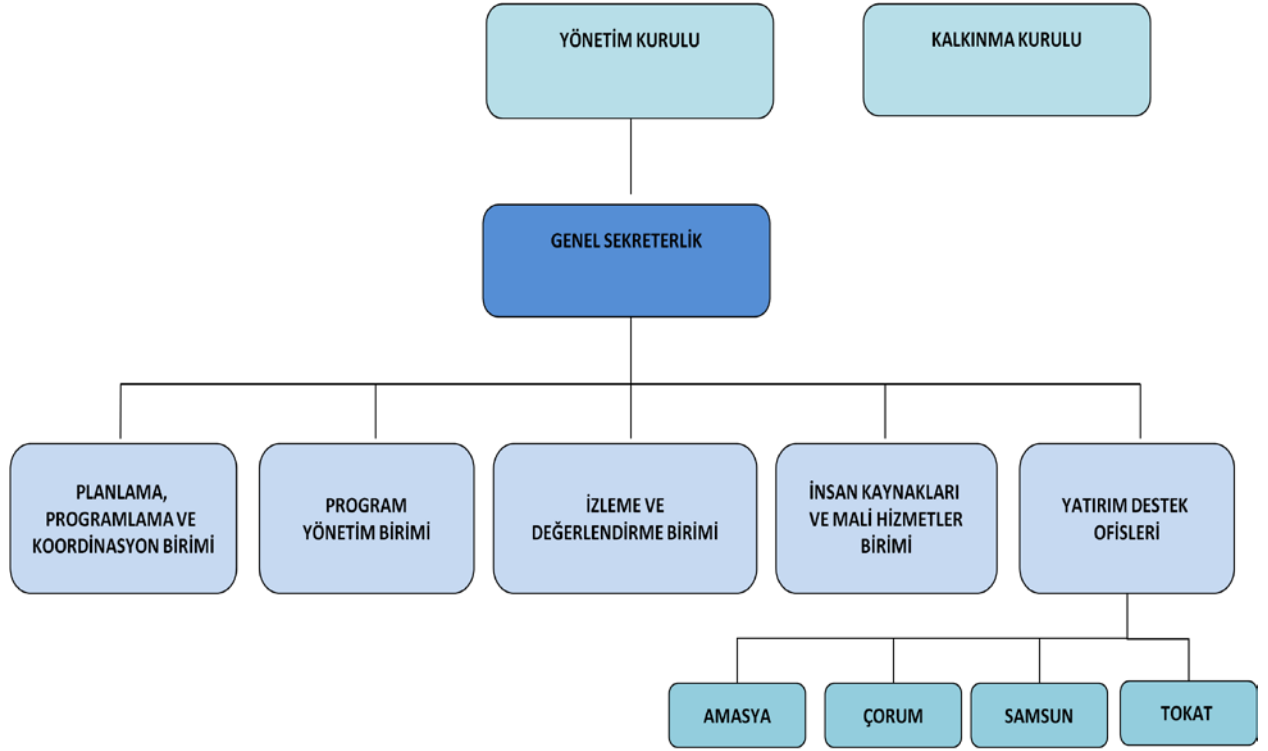 YÖNETİM KURULU
KALKINMA KURULU
GENEL SEKRETERLİK
PLANLAMA,
PROGRAMLAMA VE
KOORDİNASYON BİRİMİ
PROGRAM
YÖNETİM BİRİMİ
İZLEME VE
DEĞERLENDİRME BİRİMİ
İNSAN KAYNAKLARI
VE MALİ HİZMETLER
BİRİMİ
YATIRIM DESTEK
OFİSLERİ
AMASYA
ÇORUM
SAMSUN
TOKAT